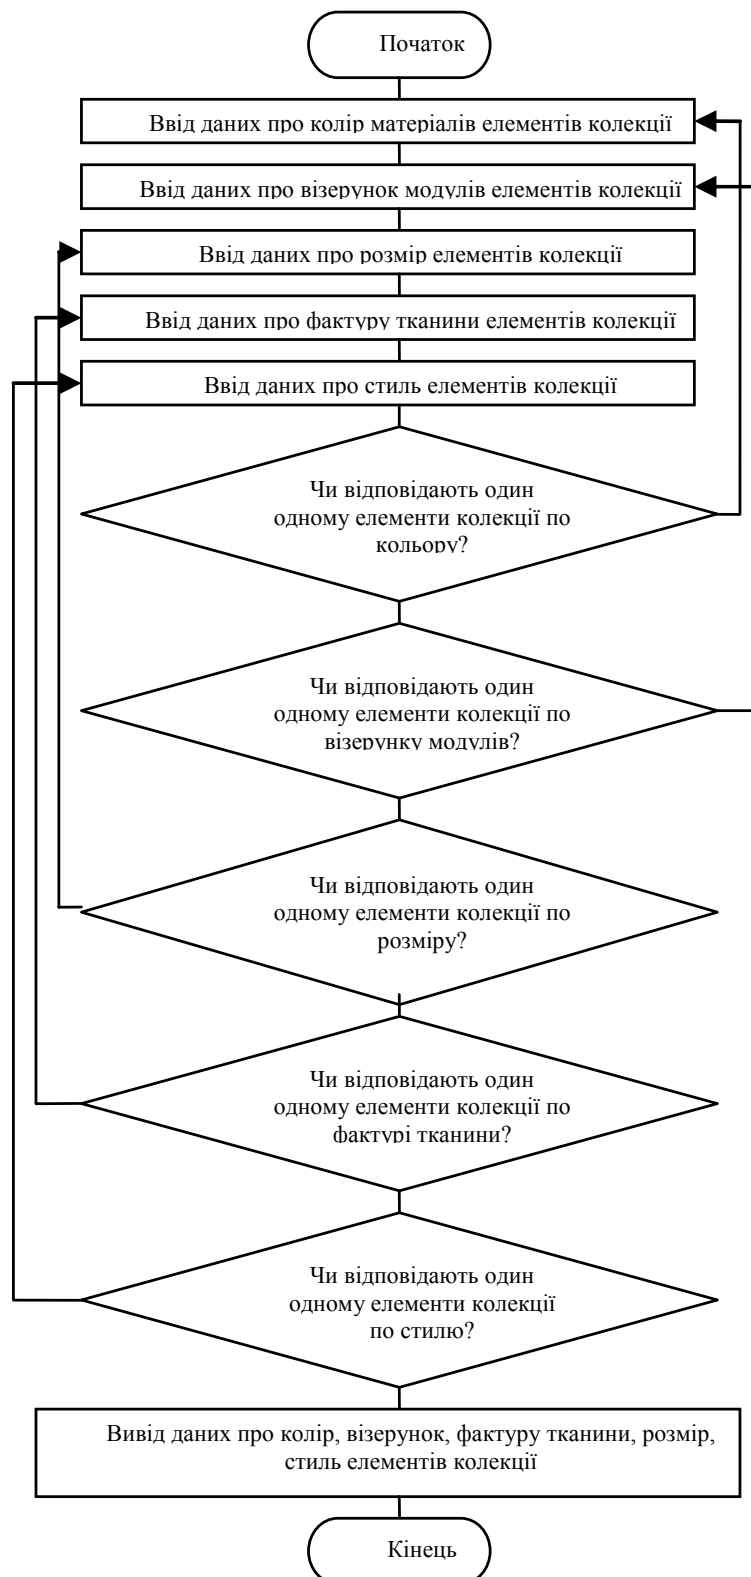 Початок
Ввід даних про колір матеріалів елементів колекції
Ввід даних про візерунок модулів елементів колекції
Ввід даних про розмір елементів колекції
Ввід даних про фактуру тканини елементів колекції
Ввід даних про стиль елементів колекції
Чи відповідають один
одному елементи колекції по
кольору?
Чи відповідають один
одному елементи колекції по
візерунку модулів?
Чи відповідають один
одному елементи колекції по
розміру?
Чи відповідають один
одному елементи колекції по
фактурі тканини?
Чи відповідають один
одному елементи колекції
по стилю?
Вивід даних про колір, візерунок, фактуру тканини, розмір,
стиль елементів колекції
Кінець